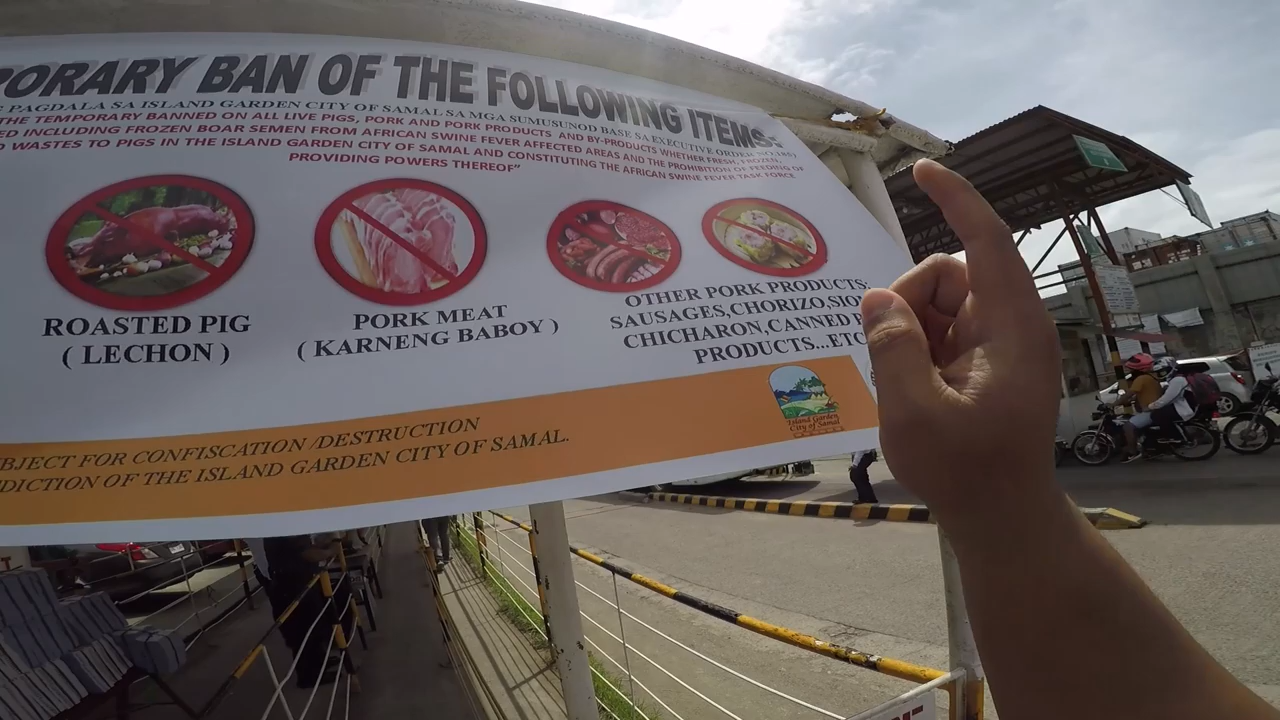 PORARY BAN OF THE FOLLOWING ITEMS:
PAGDALA SA ISLAND GARDEN CITY OF SAMAL SA MGA SUMUSUNOD BASE SA EXECUTIVE ORDER NO.
THE TEMPORARY BANNED ON ALL LIVE PIGS, PORK AND PORK PRODUCTS AND BY-PRODUCTS WHETHER FRESH, FROZEN,
ED INCLUDING FROZEN BOAR SEMEN FROM AFRICAN SWINE FEVER AFFECTED AREAS AND THE PROHIBITION OF FEEDING OF
D WASTES TO PIGS IN THE ISLAND GARDEN CITY OF SAMAL AND CONSTITUTING THE AFRICAN SWINE FEVER TASK FORCE
PROVIDING POWERS THEREOF"
ROASTED PIG
( LECHON )
PORK MEAT
( KARNENG BABOY )
OTHER PORK PRODUCTS:
SAUSAGES,CHORIZO,SIO
CHICHARON,CANNED P
PRODUCTS...ETC
BJECT FOR CONFISCATION /DESTRUCTION
DICTION OF THE ISLAND GARDEN CITY OF SAMAL.
Island Garden
City of Samal